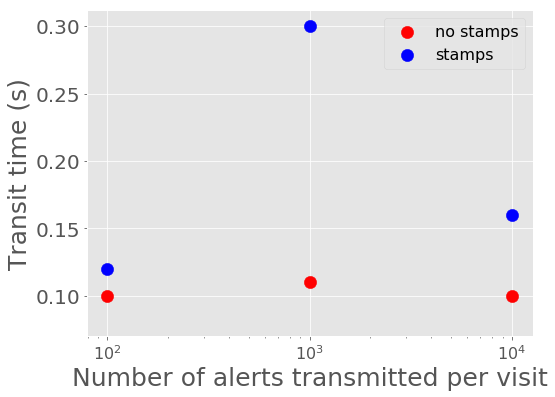 0.30
0.25
0.20
0.15
0.10
Transit time (s)
no stamps
stamps
10²
10³
10⁴
Number of alerts transmitted per visit